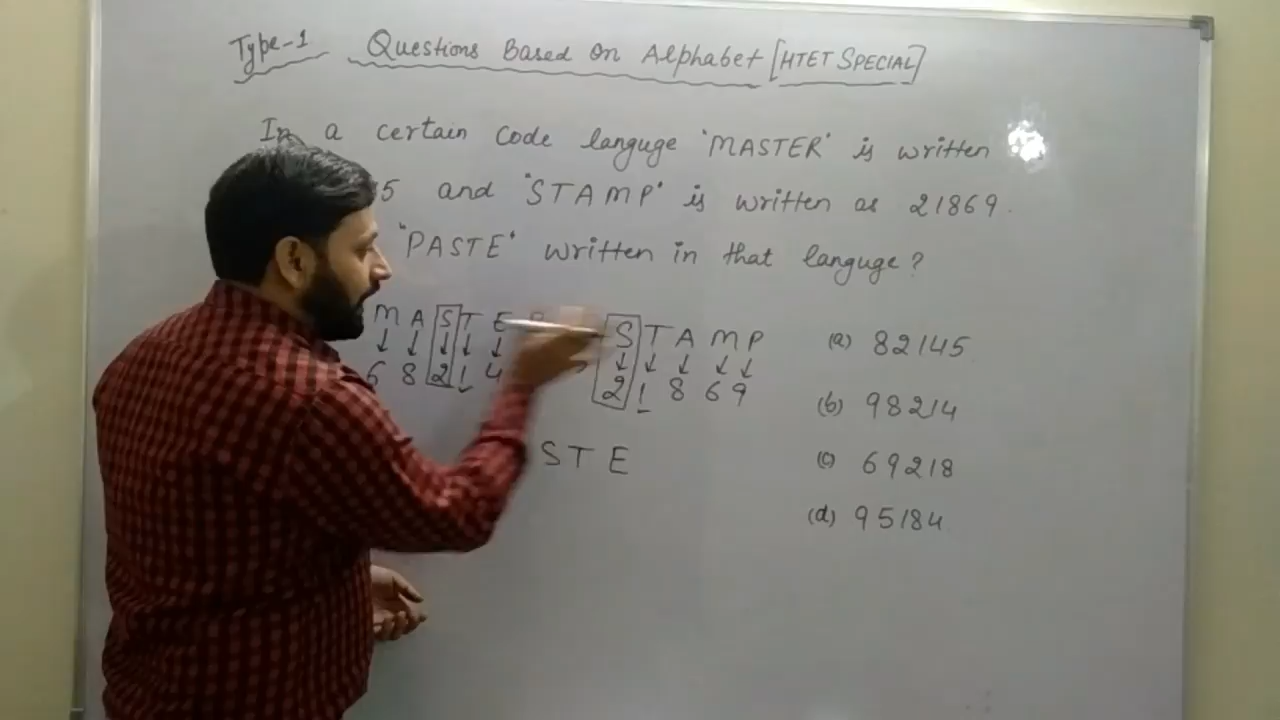 Type-1 Questions Based On Alphabet [HTET SPECIAL]
In a certain Code languge 'MASTER' is written
5 and 'STAMP' is written as 21869.
"PASTE" written in that languge?
M A S T E S T A M P
6 8 2 1 4 2 1 8 6 9
S T E
(a) 82145
(b) 98214
(c) 69218
(d) 95184